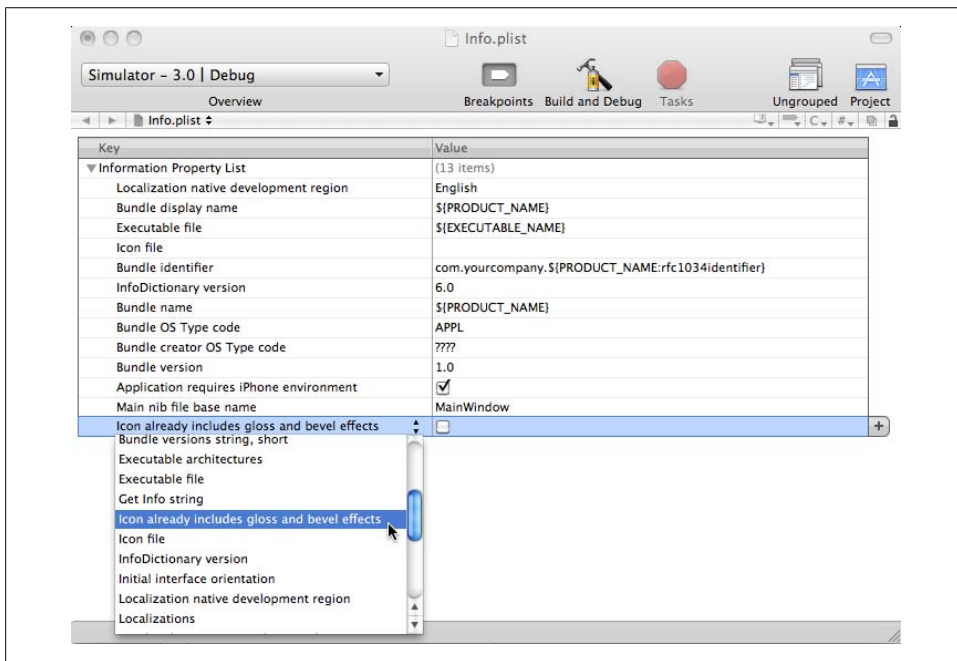 Info.plist
Simulator – 3.0 | Debug
Overview
Breakpoints
Build and Debug
Tasks
Ungrouped
Project
Info.plist
C
#
Key Value
Information Property List (13 items)
Localization native development region English
Bundle display name ${PRODUCT_NAME}
Executable file ${EXECUTABLE_NAME}
Icon file
Bundle identifier com.yourcompany.${PRODUCT_NAME:rfc1034identifier}
InfoDictionary version 6.0
Bundle name ${PRODUCT_NAME}
Bundle OS Type code APPL
Bundle creator OS Type code ????
Bundle version 1.0
Application requires iPhone environment
Main nib file base name MainWindow
Icon already includes gloss and bevel effects
Bundle versions string, short
Executable architectures
Executable file
Get Info string
Icon already includes gloss and bevel effects
Icon file
InfoDictionary version
Initial interface orientation
Localization native development region
Localizations